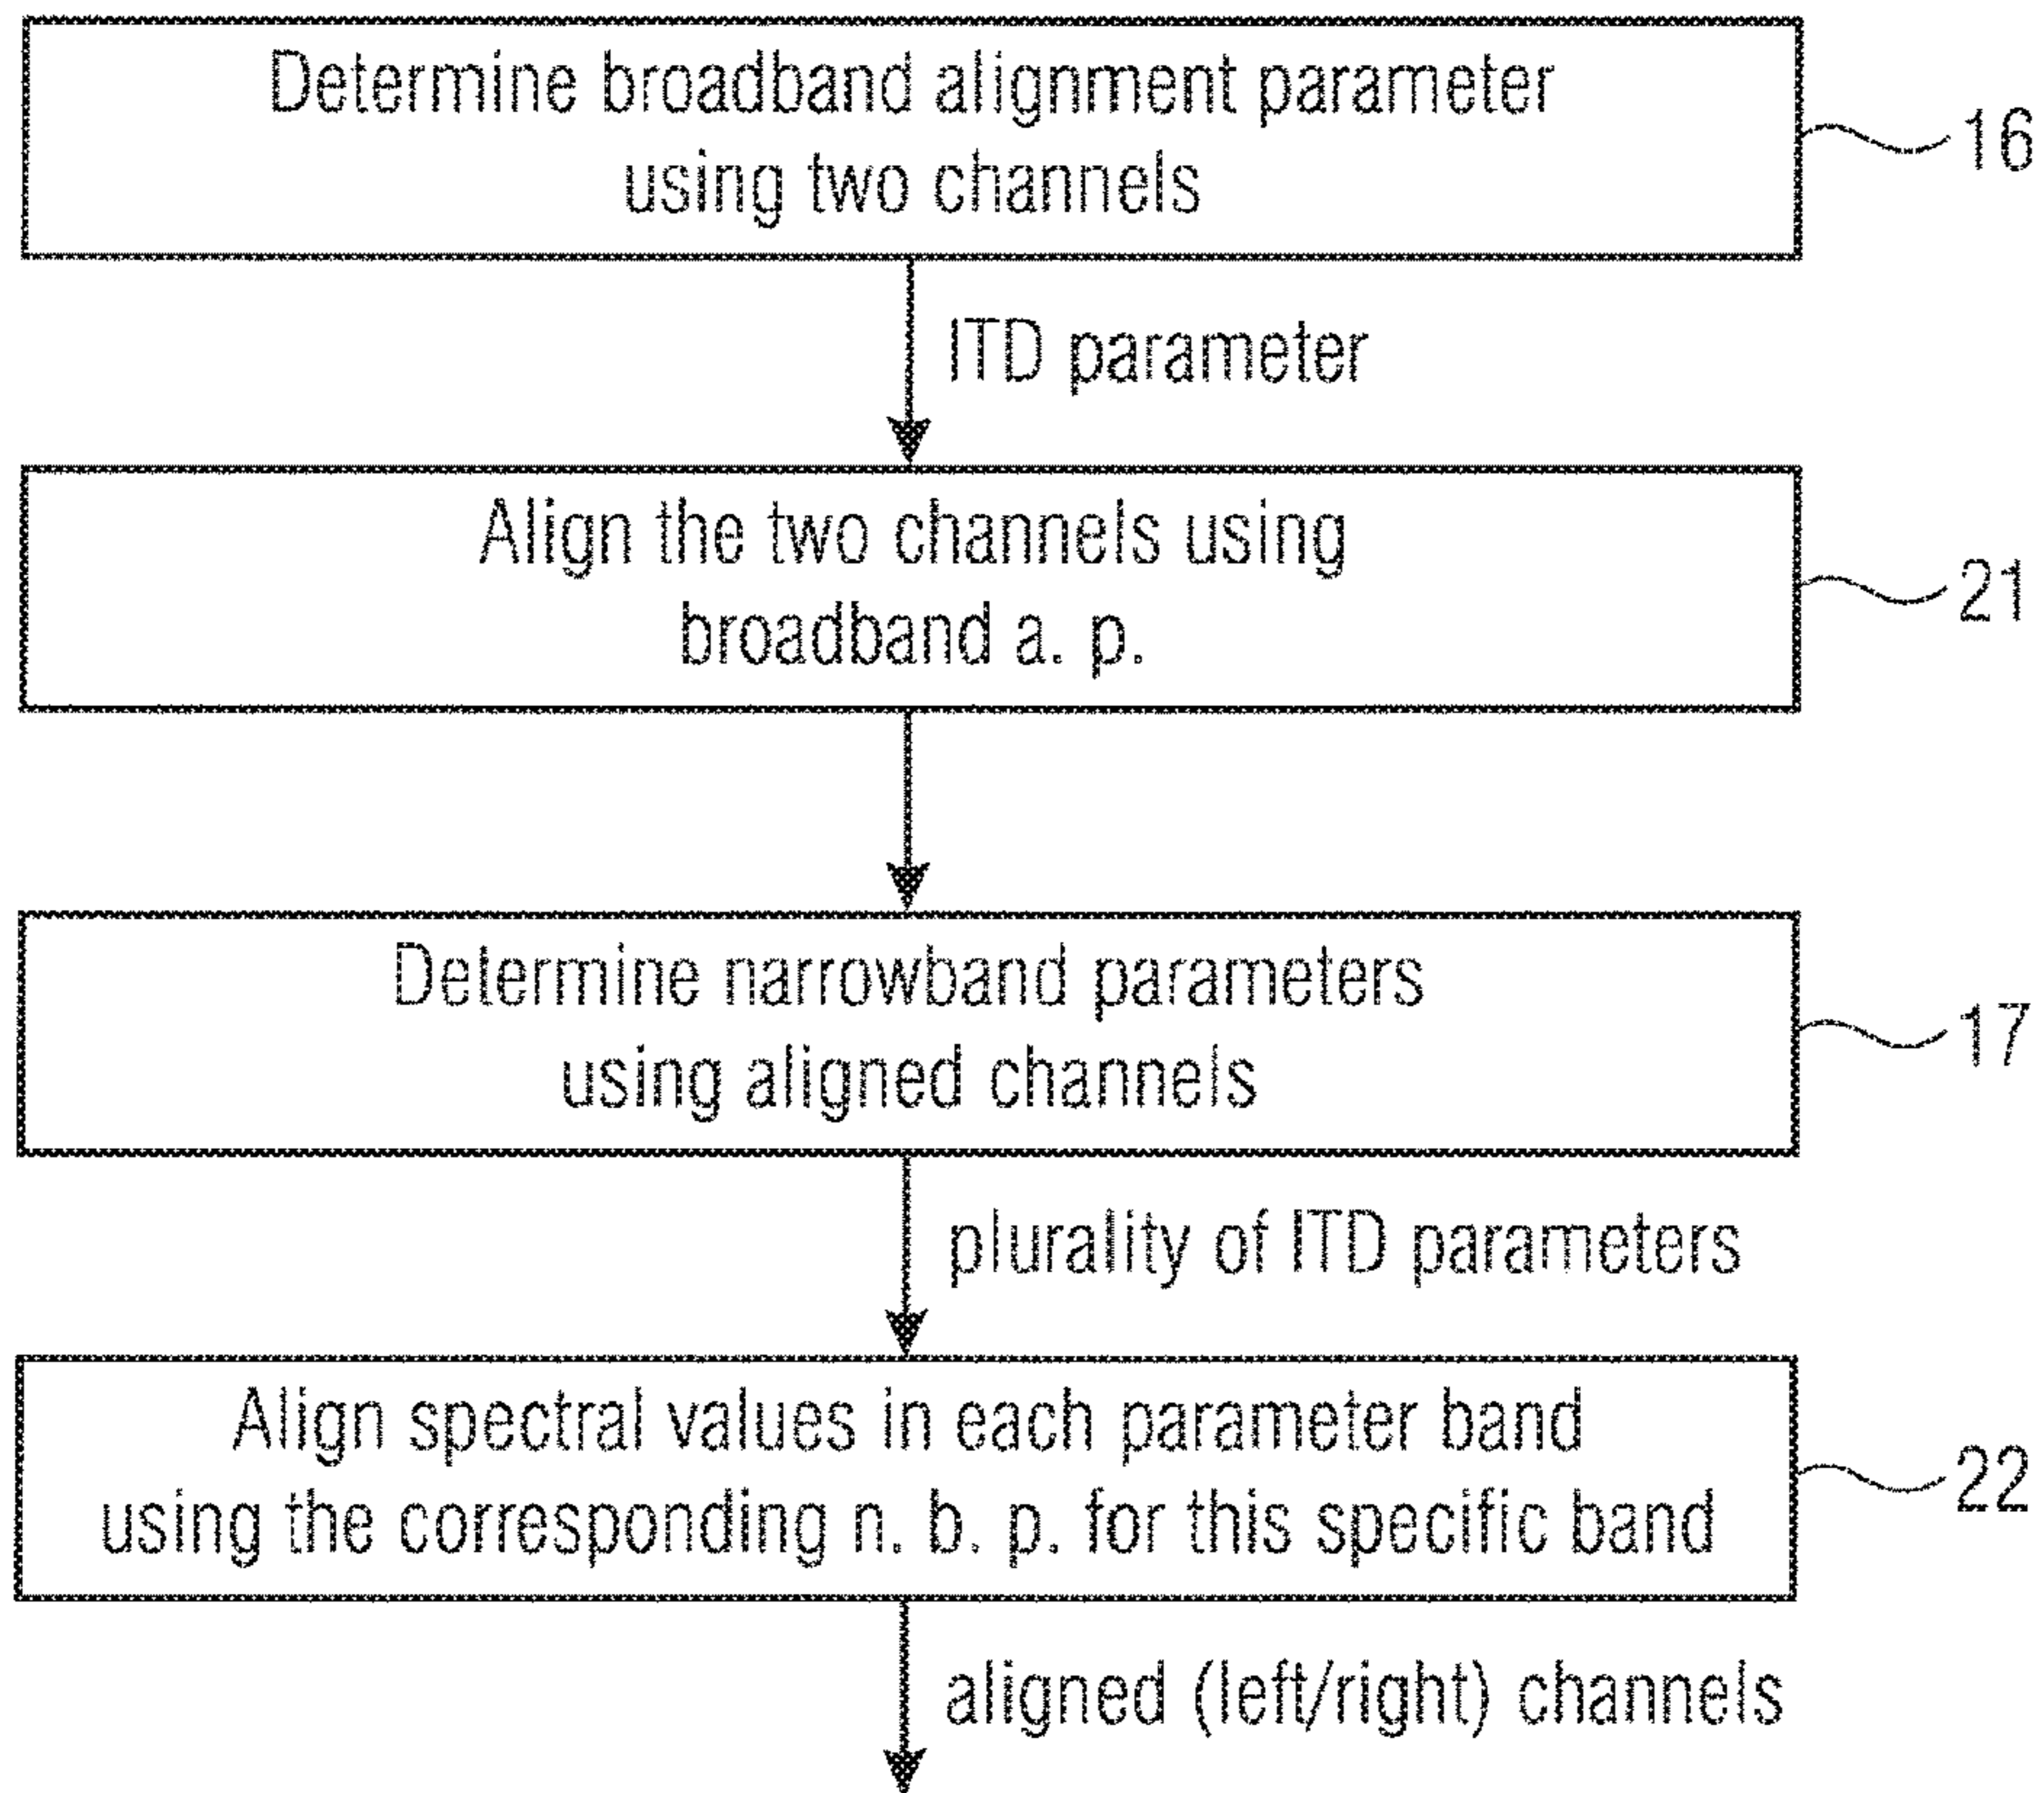 Determine broadband alignment parameter
using two channels
16
ITD parameter
Align the two channels using
broadband a. p.
21
Determine narrowband parameters
using aligned channels
17
plurality of ITD parameters
Align spectral values in each parameter band
using the corresponding n. b. p. for this specific band
22
aligned (left/right) channels